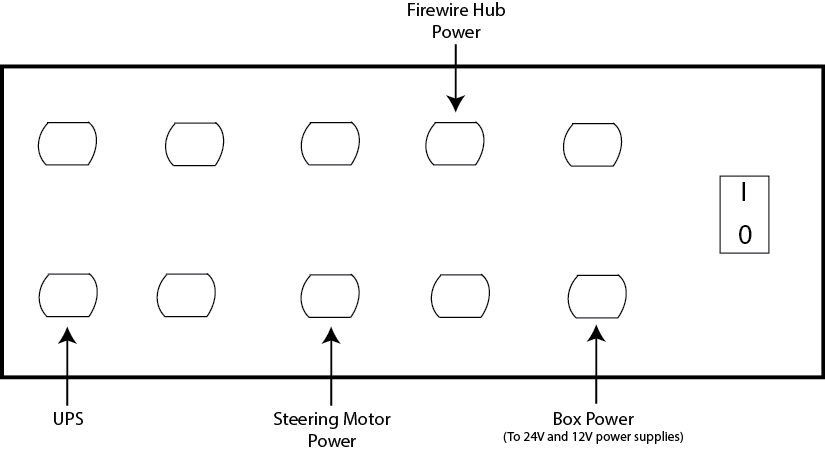 Firewire Hub
Power
I
0
UPS
Steering Motor
Power
Box Power
(To 24V and 12V power supplies)